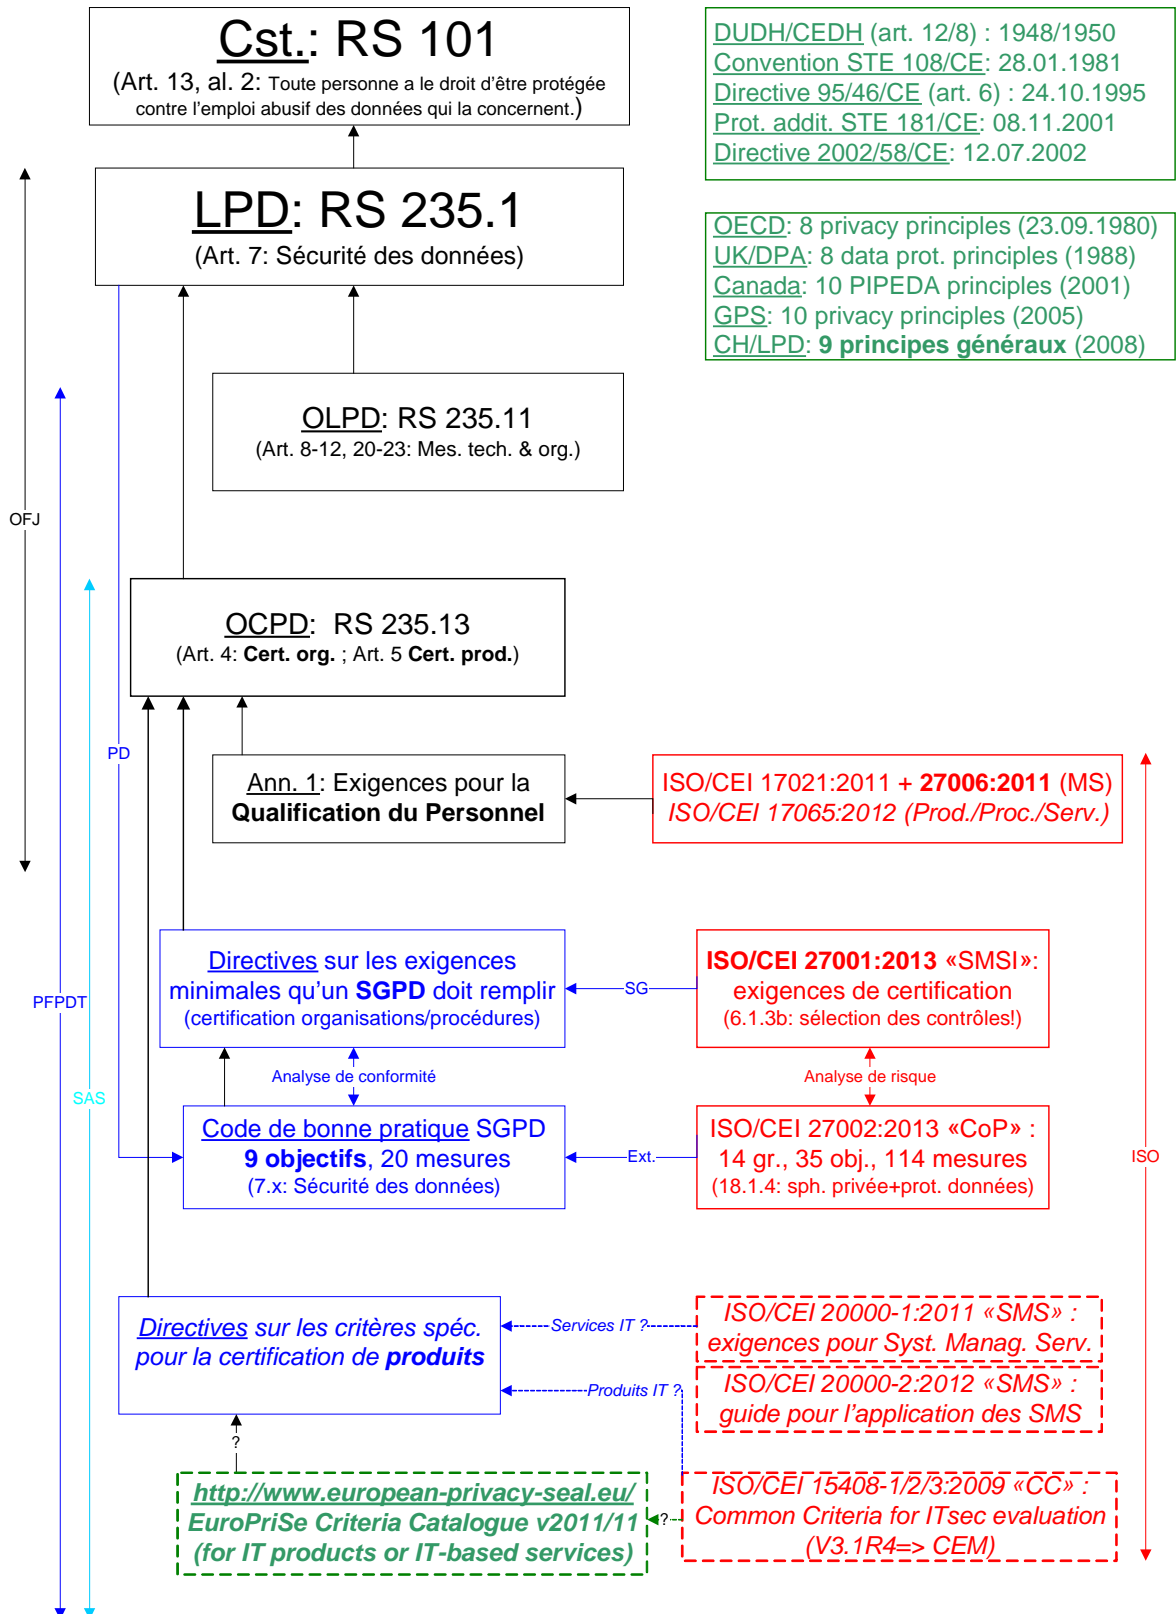 Cst.: RS 101
(Art. 13, al. 2: Toute personne a le droit d'être protégée
contre l'emploi abusif des données qui la concernent.)
DUDH/CEDH (art. 12/8) : 1948/1950
Convention STE 108/CE: 28.01.1981
Directive 95/46/CE (art. 6) : 24.10.1995
Prot. addit. STE 181/CE: 08.11.2001
Directive 2002/58/CE: 12.07.2002
LPD: RS 235.1
(Art. 7: Sécurité des données)
OECD: 8 privacy principles (23.09.1980)
UK/DPA: 8 data prot. principles (1988)
Canada: 10 PIPEDA principles (2001)
GPS: 10 privacy principles (2005)
CH/LPD: 9 principes généraux (2008)
OLPD: RS 235.11
(Art. 8-12, 20-23: Mes. tech. & org.)
OFJ
OCPD: RS 235.13
(Art. 4: Cert. org. ; Art. 5 Cert. prod.)
PD
Ann. 1: Exigences pour la
Qualification du Personnel
ISO/CEI 17021:2011 + 27006:2011 (MS)
ISO/CEI 17065:2012 (Prod./Proc./Serv.)
Directives sur les exigences
minimales qu'un SGPD doit remplir
(certification organisations/procédures)
SG
ISO/CEI 27001:2013 «SMSI»:
exigences de certification
(6.1.3b: sélection des contrôles!)
PFPDT
Analyse de conformité
Analyse de risque
SAS
Code de bonne pratique SGPD
9 objectifs, 20 mesures
(7.x: Sécurité des données)
Ext.
ISO/CEI 27002:2013 «CoP» :
14 gr., 35 obj., 114 mesures
(18.1.4: sph. privée+prot. données)
ISO
Directives sur les critères spéc.
pour la certification de produits
Services IT ?
ISO/CEI 20000-1:2011 «SMS» :
exigences pour Syst. Manag. Serv.
Produits IT ?
ISO/CEI 20000-2:2012 «SMS» :
guide pour l'application des SMS
?
http://www.european-privacy-seal.eu/
EuroPriSe Criteria Catalogue v2011/11
(for IT products or IT-based services)
?
ISO/CEI 15408-1/2/3:2009 «CC» :
Common Criteria for ITsec evaluation
(V3.1R4=> CEM)